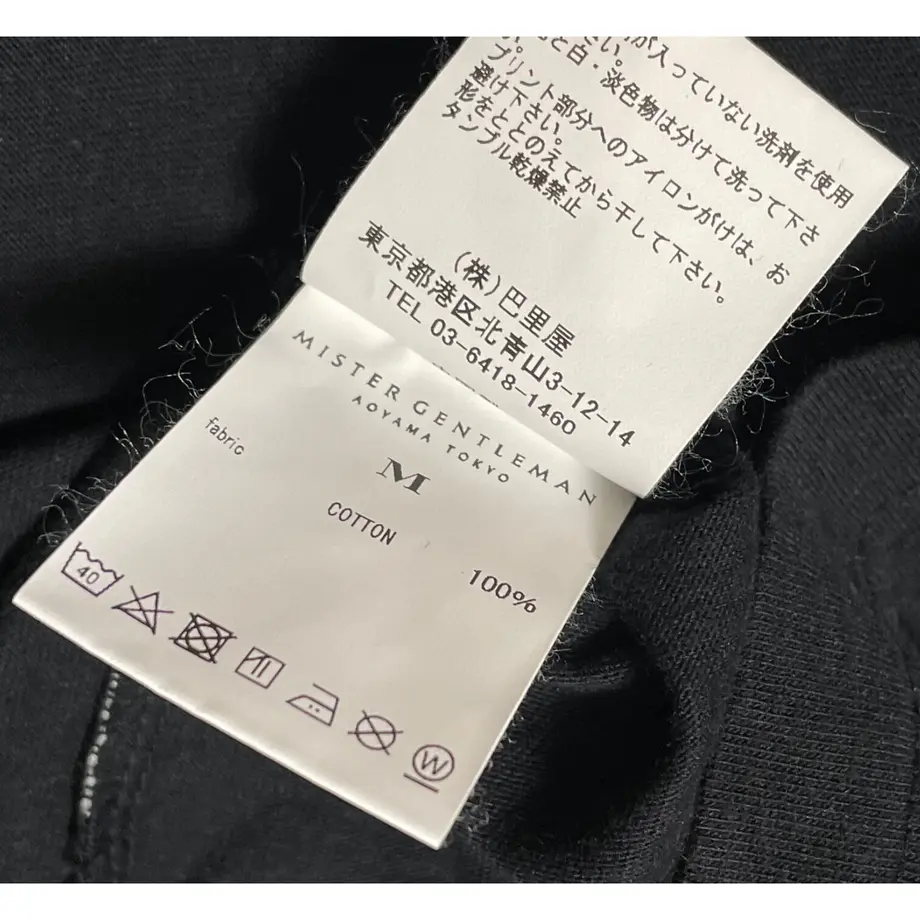 が入っていない洗剤を使用
さい。
と白・淡色物は分けて洗って下さ
い。
プリント部分へのアイロンがけは、お
避け下さい。
形をととのえてから干して下さい。
タンブル乾燥禁止
(株)巴里屋
東京都港区北青山3-12-14
TEL 03-6418-1460
MISTER GENTLEMAN
AOYAMA TOKYO
M
fabric
COTTON
100%
40
W